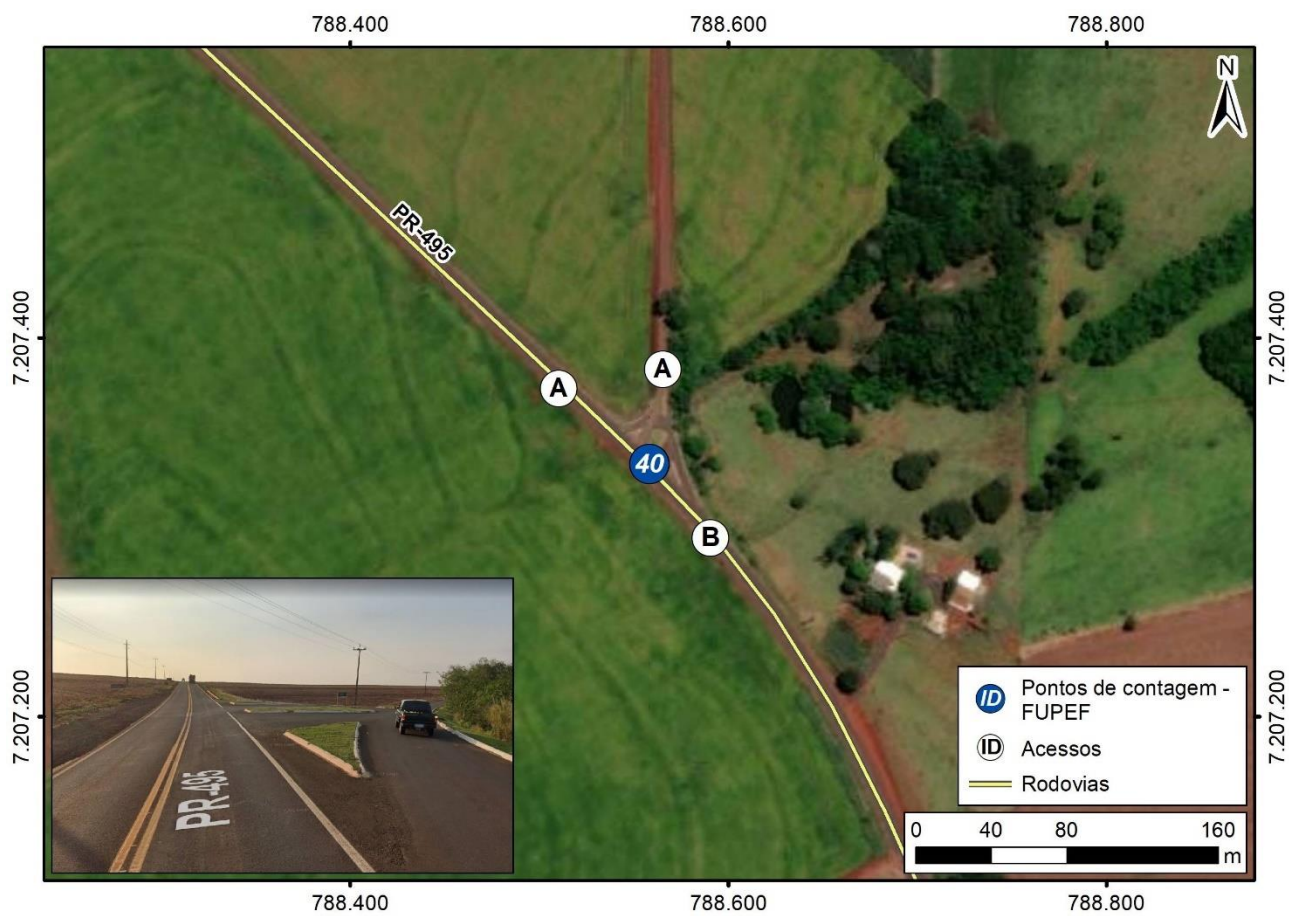 788.400
788.600
788.800
N
PR-495
7.207.400
7.207.400
A
A
40
B
PR-495
7.207.200
7.207.200
ID
Pontos de contagem -
FUPEF
ID
Acessos
Rodovias
0 40 80 160
m
788.400
788.600
788.800